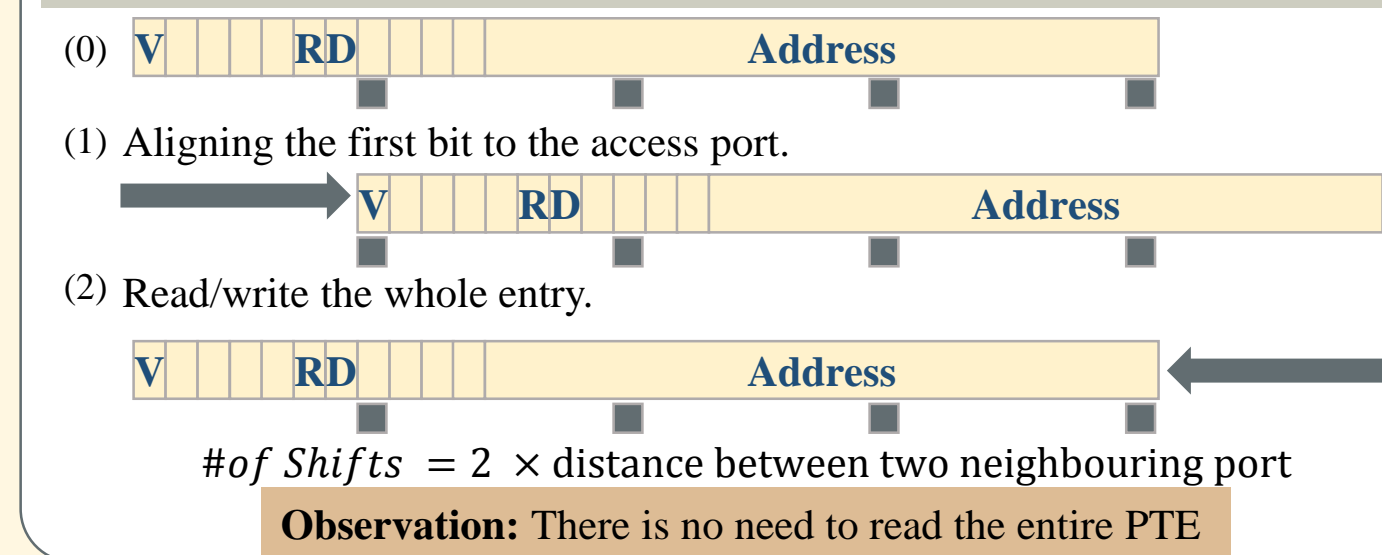 (0) V RD Address
(1) Aligning the first bit to the access port.
V RD Address
(2) Read/write the whole entry.
V RD Address
#of Shifts = 2 × distance between two neighbouring port
Observation: There is no need to read the entire PTE